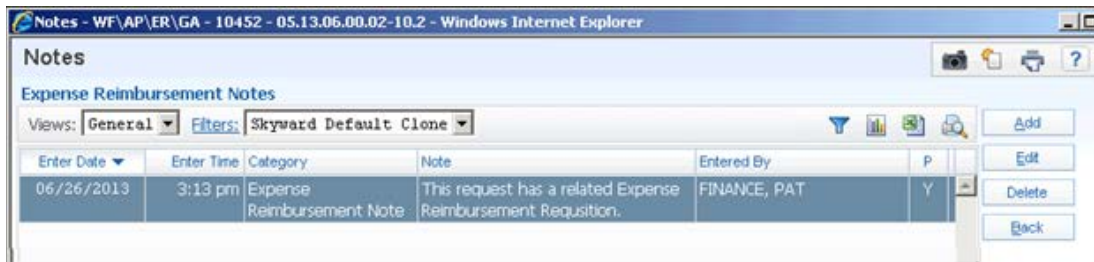 Notes - WF\AP\ER\GA - 10452 - 05.13.06.00.02-10.2 - Windows Internet Explorer
Notes
?
Expense Reimbursement Notes
Views: General Filters: Skyward Default Clone
Add
Enter Date Enter Time Category Note Entered By P
Edit
06/26/2013 3:13 pm Expense This request has a related Expense FINANCE, PAT Y
Delete
Reimbursement Note Reimbursement Requsition.
Back